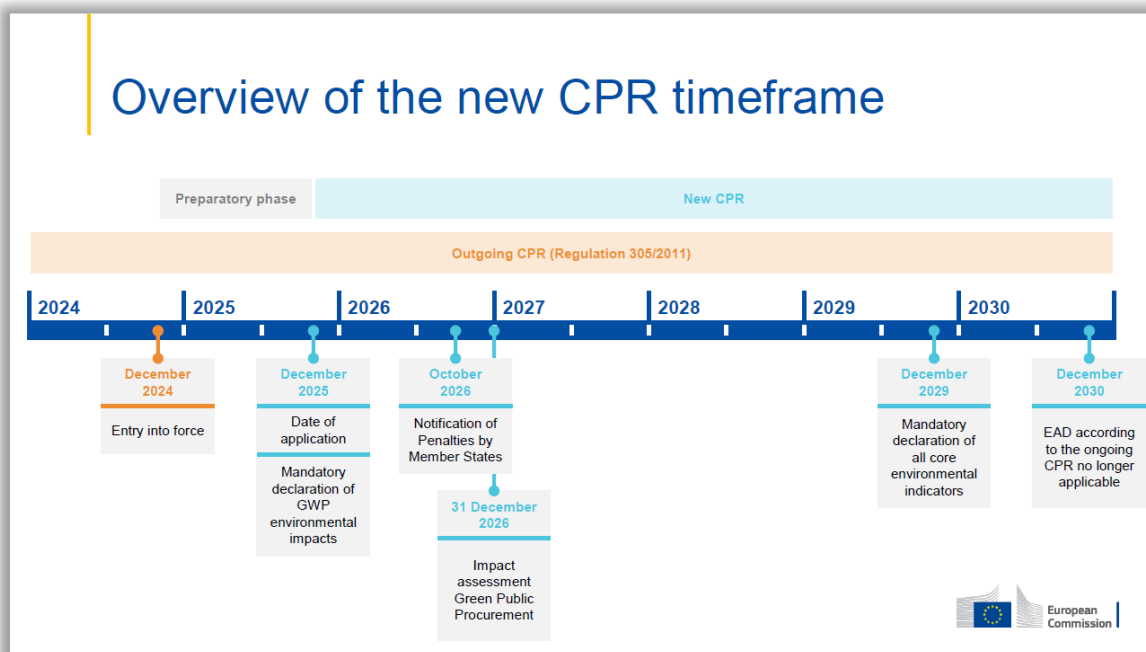 Overview of the new CPR timeframe
Preparatory phase
New CPR
Outgoing CPR (Regulation 305/2011)
2024
2025
2026
2027
2028
2029
2030
December
2024
Entry into force
December
2025
Date of
application
Mandatory
declaration of
GWP
environmental
impacts
October
2026
Notification of
Penalties by
Member States
31 December
2026
Impact
assessment
Green Public
Procurement
December
2029
Mandatory
declaration of
all core
environmental
indicators
December
2030
EAD according
to the ongoing
CPR no longer
applicable
European
Commission